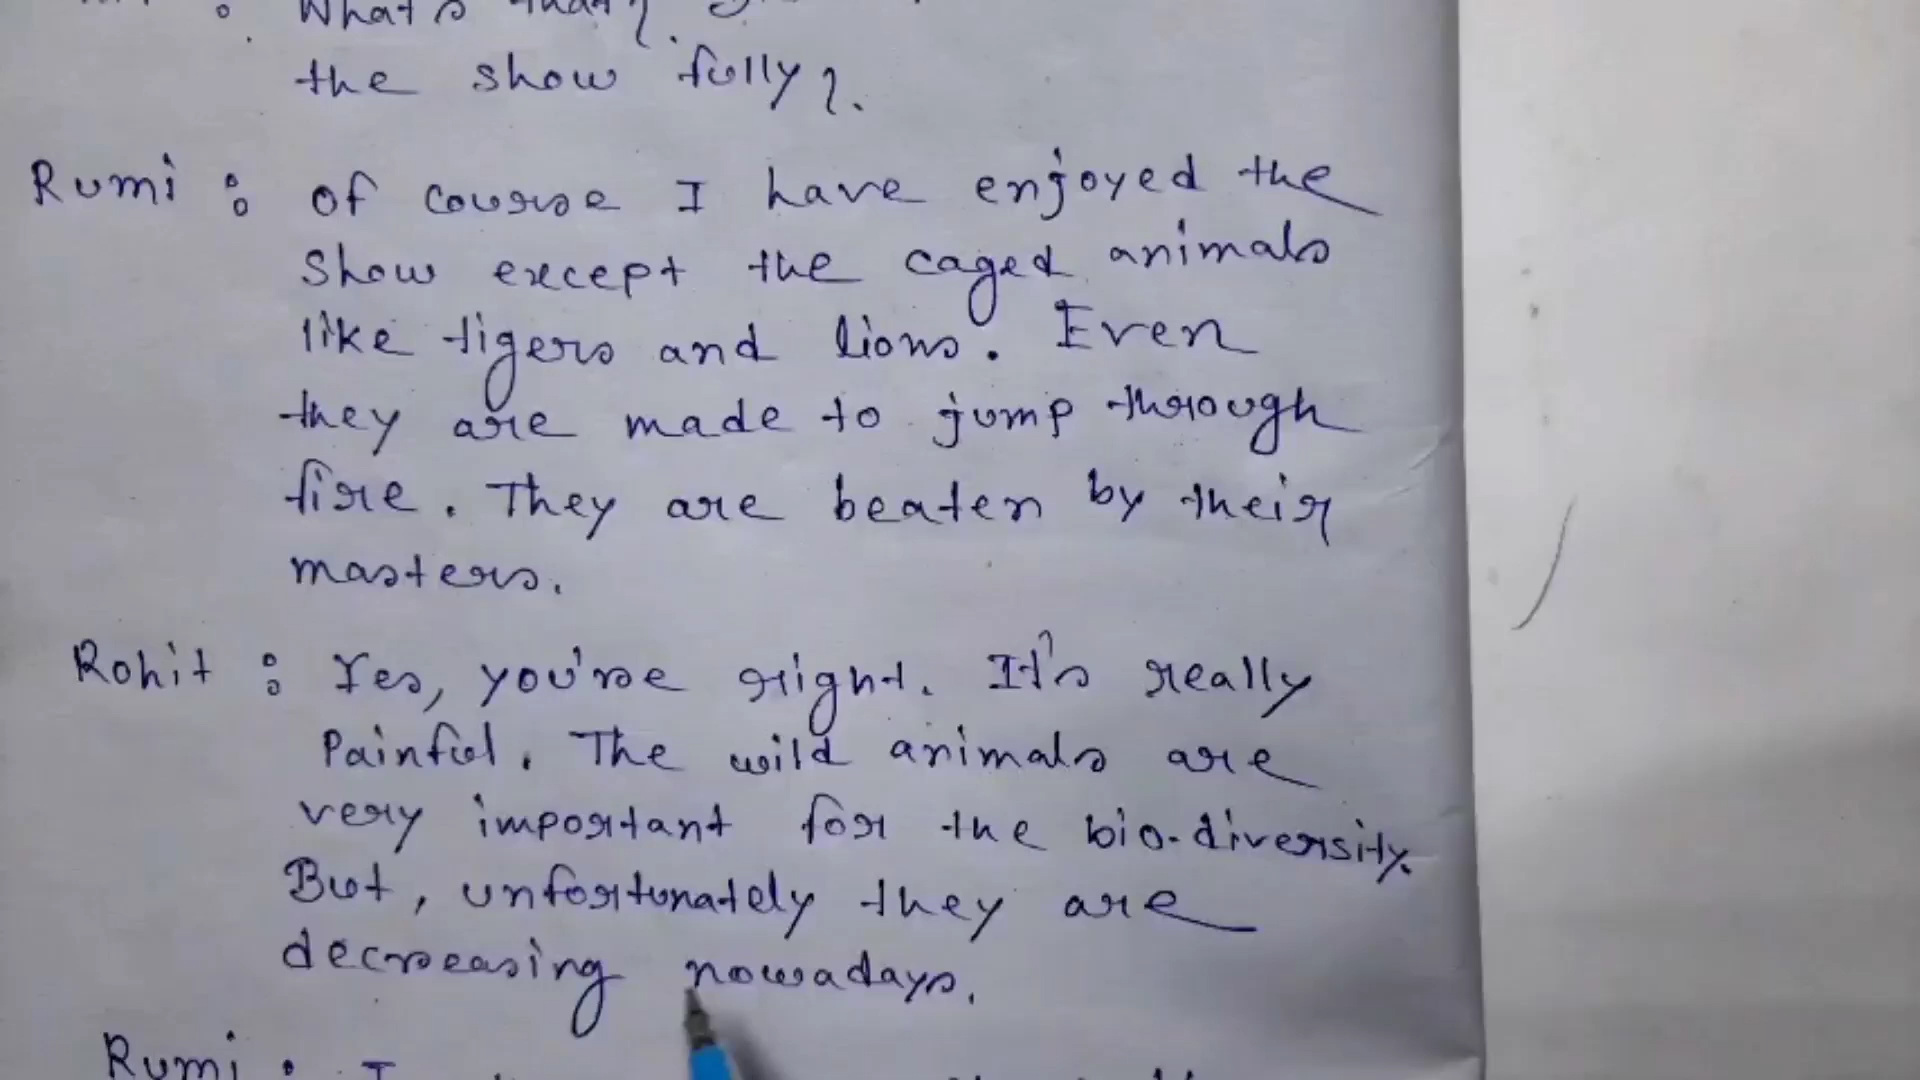 : What's that?
the show fully?.
Rumi : of course I have enjoyed the
show except the caged animals
like tigers and lions. Even
they are made to jump through
fire. They are beaten by their
masters.
Rohit : Yes, you're right. It's really
Painful. The wild animals are
very important for the bio-diversity.
But, unfortunately they are
decreasing nowadays.
Rumi : I